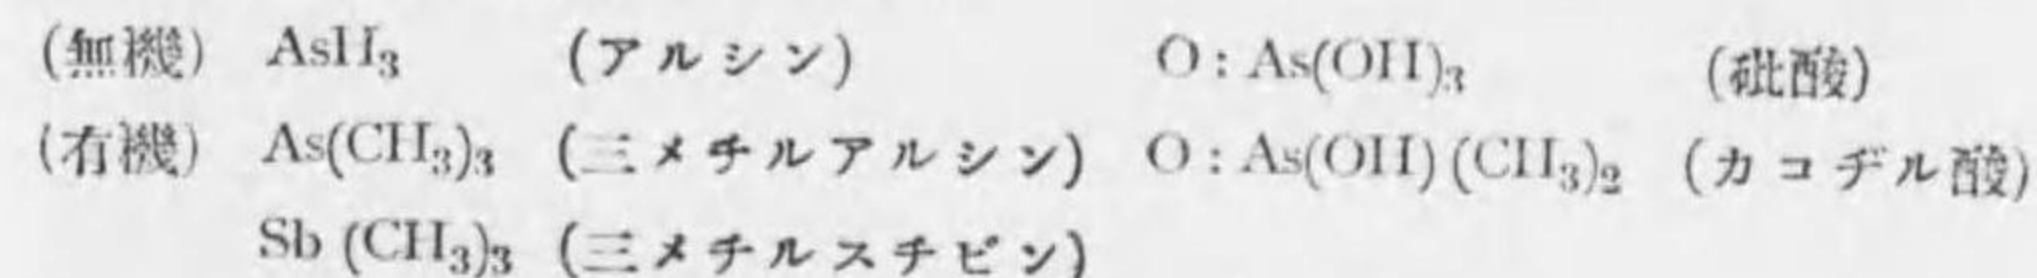 (無機) AsH₃ (アルシン) O : As(OH)₃ (砒酸)
(有機) As(CH₃)₃ (三メチルアルシン) O : As(OH) (CH₃)₂ (カコヂル酸)
Sb (CH₃)₃ (三メチルスチビン)